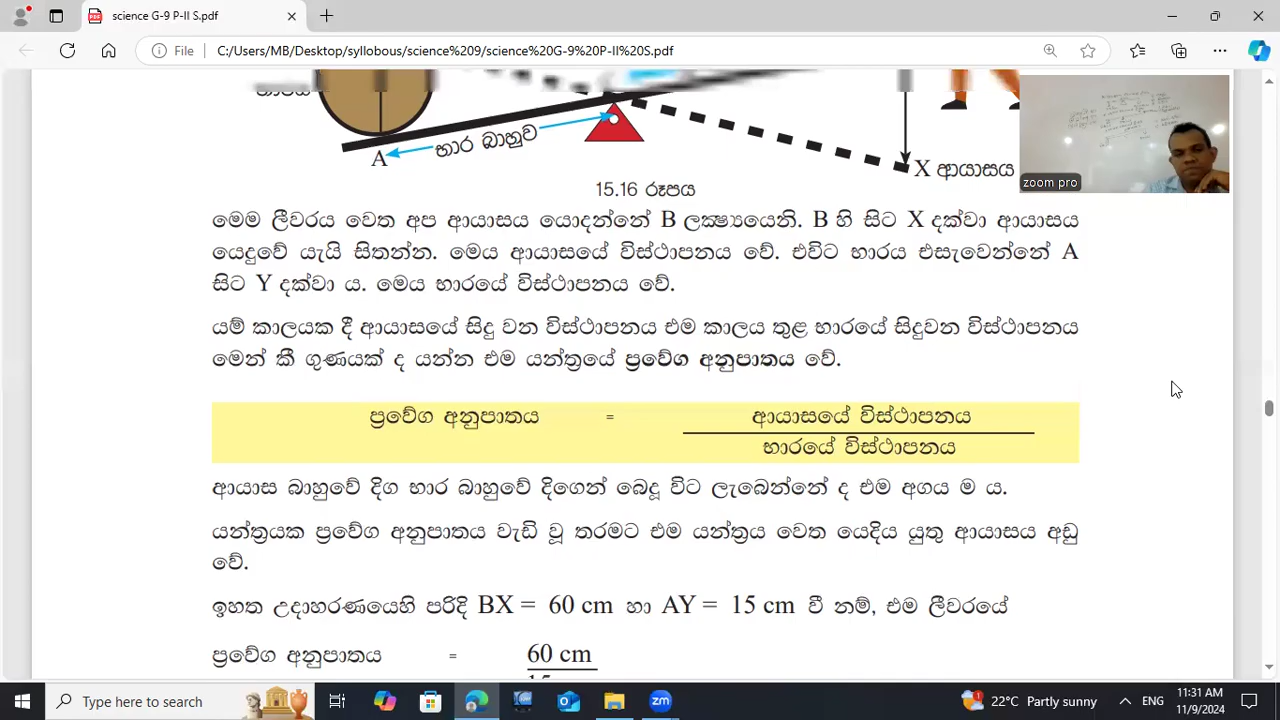 science G-9 P-II S.pdf
File
C:/Users/MB/Desktop/syllobous/science%209/science%20G-9%20P-II%20S.pdf
A
භාර බාහුව
X ආයාසය
zoom pro
15.16 රූපය
මෙම ලීවරය වෙත අප ආයාසය යොදන්නේ B ලක්‍ෂ්‍යයෙනි. B හි සිට X දක්වා ආයාසය
යෙදුවේ යැයි සිතන්න. මෙය ආයාසයේ විස්ථාපනය වේ. එවිට භාරය එසැවෙන්නේ A
සිට Y දක්වා ය. මෙය භාරයේ විස්ථාපනය වේ.
යම් කාලයක දී ආයාසයේ සිදු වන විස්ථාපනය එම කාලය තුළ භාරයේ සිදුවන විස්ථාපනය
මෙන් කී ගුණයක් ද යන්න එම යන්ත්‍රයේ ප්‍රවේග අනුපාතය වේ.
ප්‍රවේග අනුපාතය = ආයාසයේ විස්ථාපනය
භාරයේ විස්ථාපනය
ආයාස බාහුවේ දිග භාර බාහුවේ දිගෙන් බෙදූ විට ලැබෙන්නේ ද එම අගය ම ය.
යන්ත්‍රයක ප්‍රවේග අනුපාතය වැඩි වූ තරමට එම යන්ත්‍රය වෙත යෙදිය යුතු ආයාසය අඩු
වේ.
ඉහත උදාහරණයෙහි පරිදි BX = 60 cm හා AY = 15 cm වී නම්, එම ලීවරයේ
ප්‍රවේග අනුපාතය = 60 cm
Type here to search
22°C Partly sunny
ENG
11:31 AM
11/9/2024